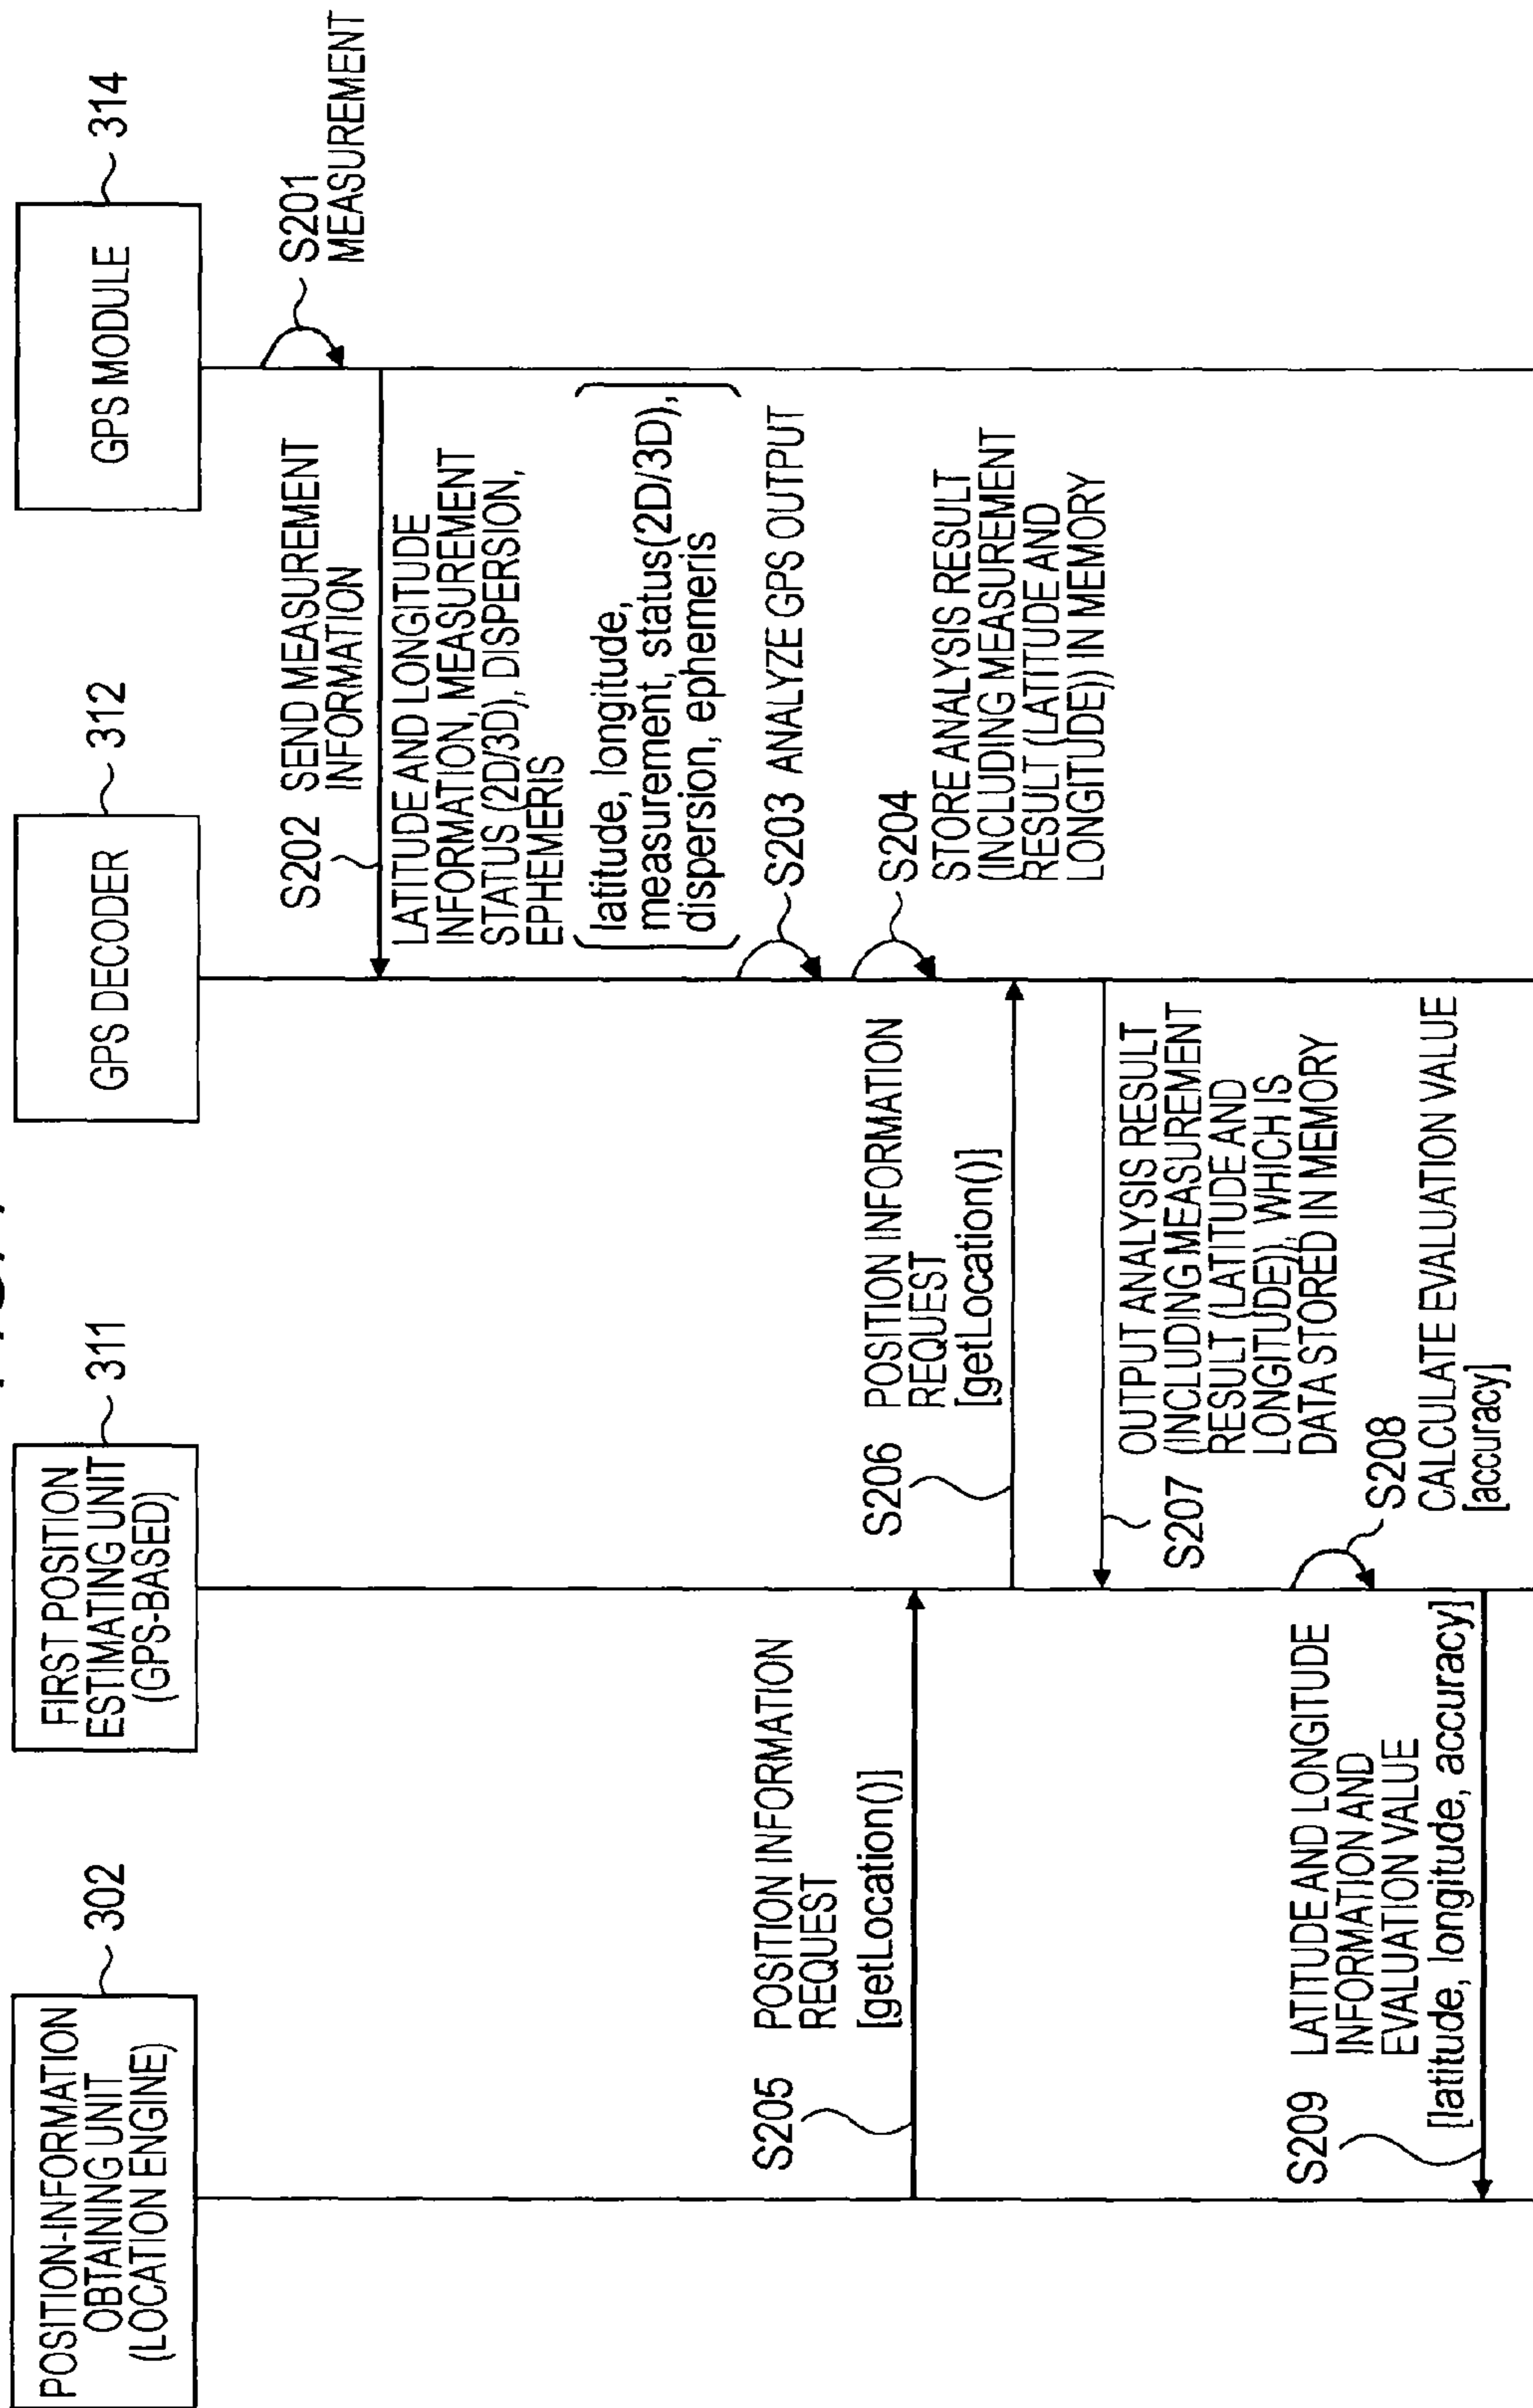 POSITION-INFORMATION
OBTAINING UNIT
(LOCATION ENGINE)
302
FIRST POSITION
ESTIMATING UNIT
(GPS-BASED)
311
GPS DECODER
312
GPS MODULE
314
S201
MEASUREMENT
S202 SEND MEASUREMENT
INFORMATION
LATITUDE AND LONGITUDE
INFORMATION, MEASUREMENT
STATUS (2D/3D), DISPERSION,
EPHEMERIS
latitude, longitude,
measurement, status(2D/3D),
dispersion, ephemeris
S203 ANALYZE GPS OUTPUT
S204
STORE ANALYSIS RESULT
(INCLUDING MEASUREMENT
RESULT (LATITUDE AND
LONGITUDE)) IN MEMORY
S205 POSITION INFORMATION
REQUEST
[getLocation()]
S206 POSITION INFORMATION
REQUEST
[getLocation()]
S207
OUTPUT ANALYSIS RESULT
(INCLUDING MEASUREMENT
RESULT (LATITUDE AND
LONGITUDE)), WHICH IS
DATA STORED IN MEMORY
S208
CALCULATE EVALUATION VALUE
[accuracy]
S209 LATITUDE AND LONGITUDE
INFORMATION AND
EVALUATION VALUE
[latitude, longitude, accuracy]